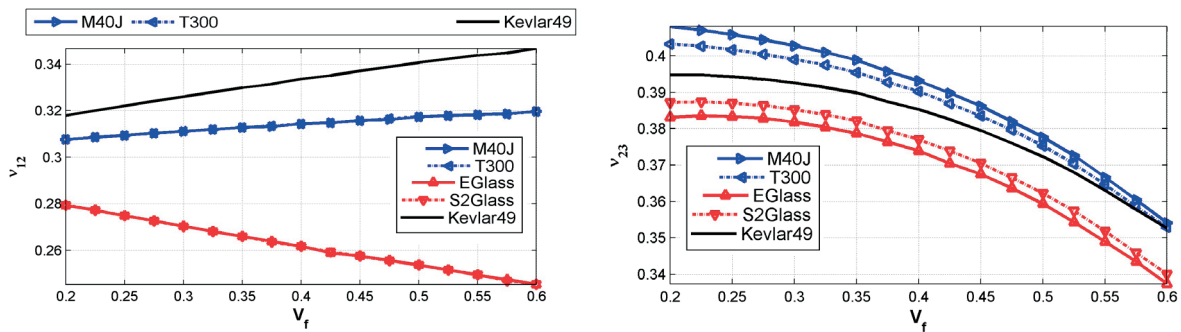 M40J T300 Kevlar49
0.34
0.32
0.3
0.28
0.26
ν12
M40J
T300
EGlass
S2Glass
Kevlar49
0.2 0.25 0.3 0.35 0.4 0.45 0.5 0.55 0.6
Vf
0.4
0.39
0.38
0.37
0.36
0.35
0.34
ν23
M40J
T300
EGlass
S2Glass
Kevlar49
0.2 0.25 0.3 0.35 0.4 0.45 0.5 0.55 0.6
Vf